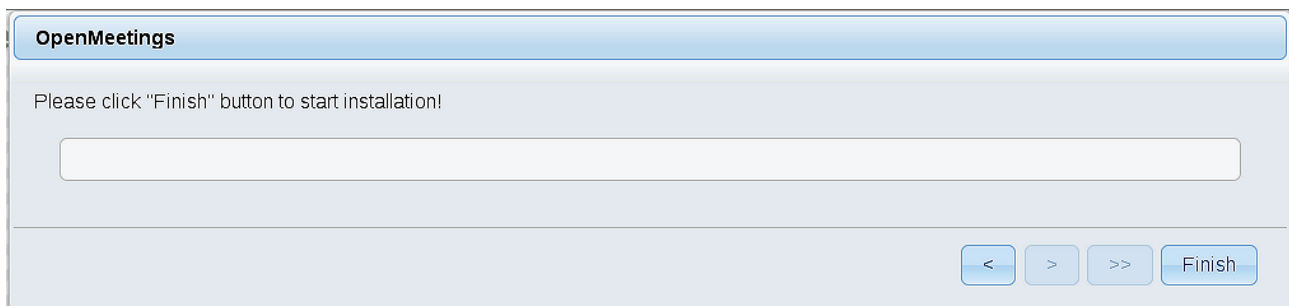 OpenMeetings
Please click "Finish" button to start installation!
< > >> Finish